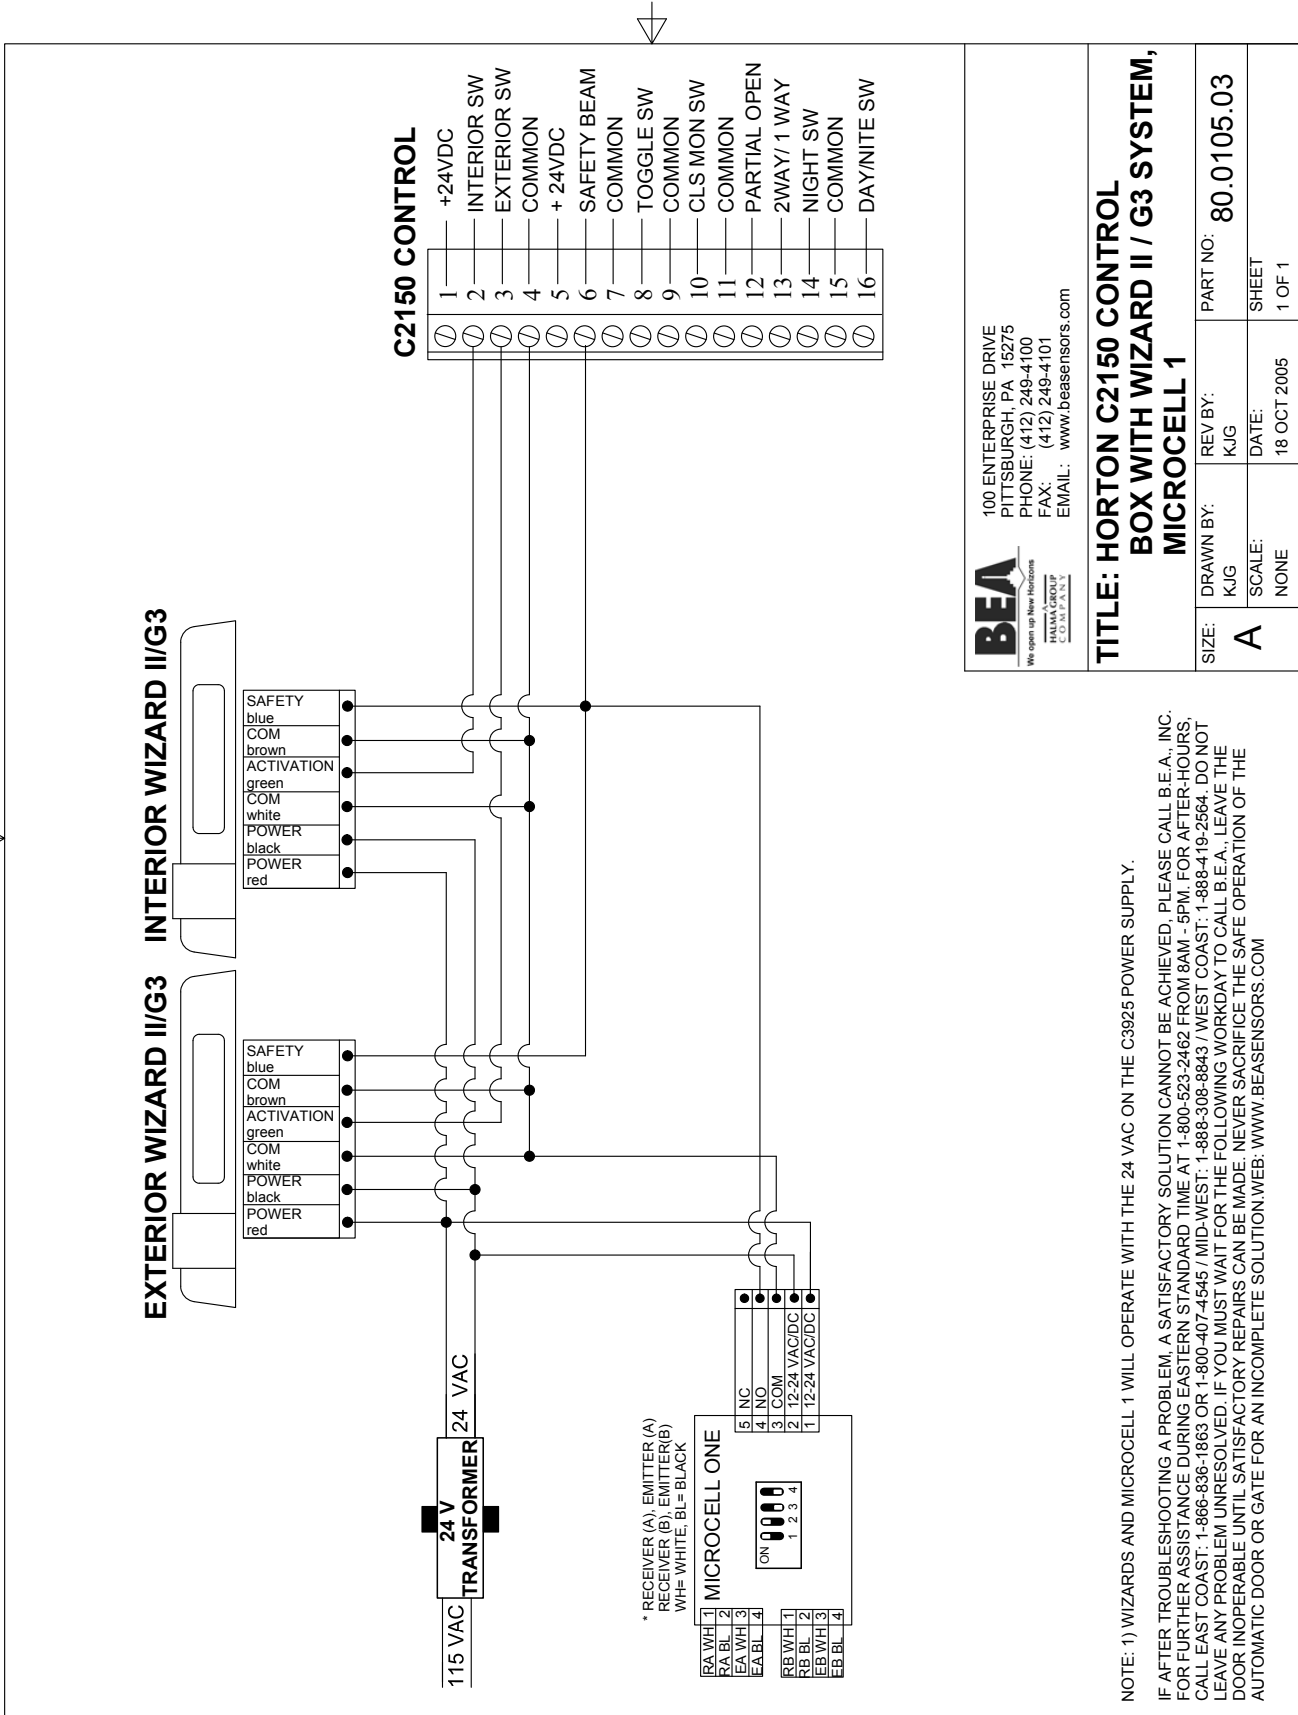 EXTERIOR WIZARD II/G3
SAFETY
blue
COM
brown
ACTIVATION
green
COM
white
POWER
black
POWER
red
INTERIOR WIZARD II/G3
SAFETY
blue
COM
brown
ACTIVATION
green
COM
white
POWER
black
POWER
red
C2150 CONTROL
1 +24VDC
2 INTERIOR SW
3 EXTERIOR SW
4 COMMON
5 + 24VDC
6 SAFETY BEAM
7 COMMON
8 TOGGLE SW
9 COMMON
10 CLS MON SW
11 COMMON
12 PARTIAL OPEN
13 2WAY/ 1 WAY
14 NIGHT SW
15 COMMON
16 DAY/NITE SW
115 VAC
24 V
TRANSFORMER
24 VAC
* RECEIVER (A), EMITTER (A)
RECEIVER (B), EMITTER(B)
WH= WHITE, BL= BLACK
MICROCELL ONE
RA WH 1
RA BL 2
EA WH 3
EA BL 4
RB WH 1
RB BL 2
EB WH 3
EB BL 4
ON
1 2 3 4
5 NC
4 NO
3 COM
2 12-24 VAC/DC
1 12-24 VAC/DC
NOTE: 1) WIZARDS AND MICROCELL 1 WILL OPERATE WITH THE 24 VAC ON THE C3925 POWER SUPPLY.
IF AFTER TROUBLESHOOTING A PROBLEM, A SATISFACTORY SOLUTION CANNOT BE ACHIEVED, PLEASE CALL B.E.A., INC.
FOR FURTHER ASSISTANCE DURING EASTERN STANDARD TIME AT 1-800-523-2462 FROM 8AM - 5PM. FOR AFTER-HOURS,
CALL EAST COAST: 1-866-836-1863 OR 1-800-407-4545 / MID-WEST: 1-888-308-8843 / WEST COAST: 1-888-419-2564. DO NOT
LEAVE ANY PROBLEM UNRESOLVED. IF YOU MUST WAIT FOR THE FOLLOWING WORKDAY TO CALL B.E.A., LEAVE THE
DOOR INOPERABLE UNTIL SATISFACTORY REPAIRS CAN BE MADE. NEVER SACRIFICE THE SAFE OPERATION OF THE
AUTOMATIC DOOR OR GATE FOR AN INCOMPLETE SOLUTION.WEB: WWW.BEASENSORS.COM
BEA
We open up New Horizons
A
HALMA GROUP
COMPANY
100 ENTERPRISE DRIVE
PITTSBURGH, PA 15275
PHONE: (412) 249-4100
FAX: (412) 249-4101
EMAIL: www.beasensors.com
TITLE: HORTON C2150 CONTROL
BOX WITH WIZARD II / G3 SYSTEM,
MICROCELL 1
SIZE:
A
DRAWN BY:
KJG
REV BY:
KJG
PART NO:
80.0105.03
SCALE:
NONE
DATE:
18 OCT 2005
SHEET
1 OF 1